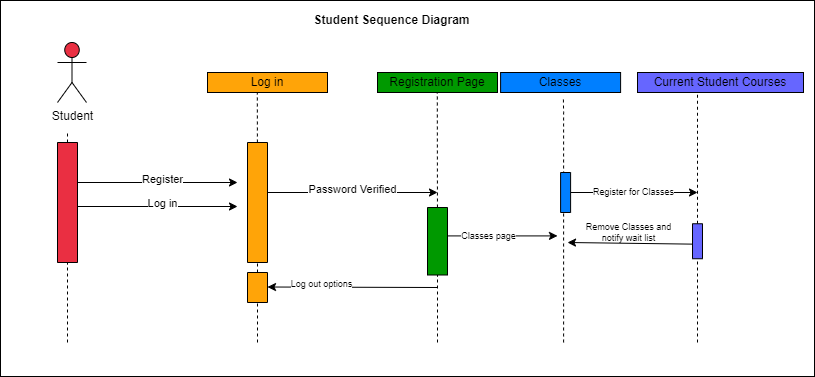 Student Sequence Diagram
Student
Log in
Registration Page
Classes
Current Student Courses
Register
Log in
Password Verified
Register for Classes
Classes page
Remove Classes and
notify wait list
Log out options